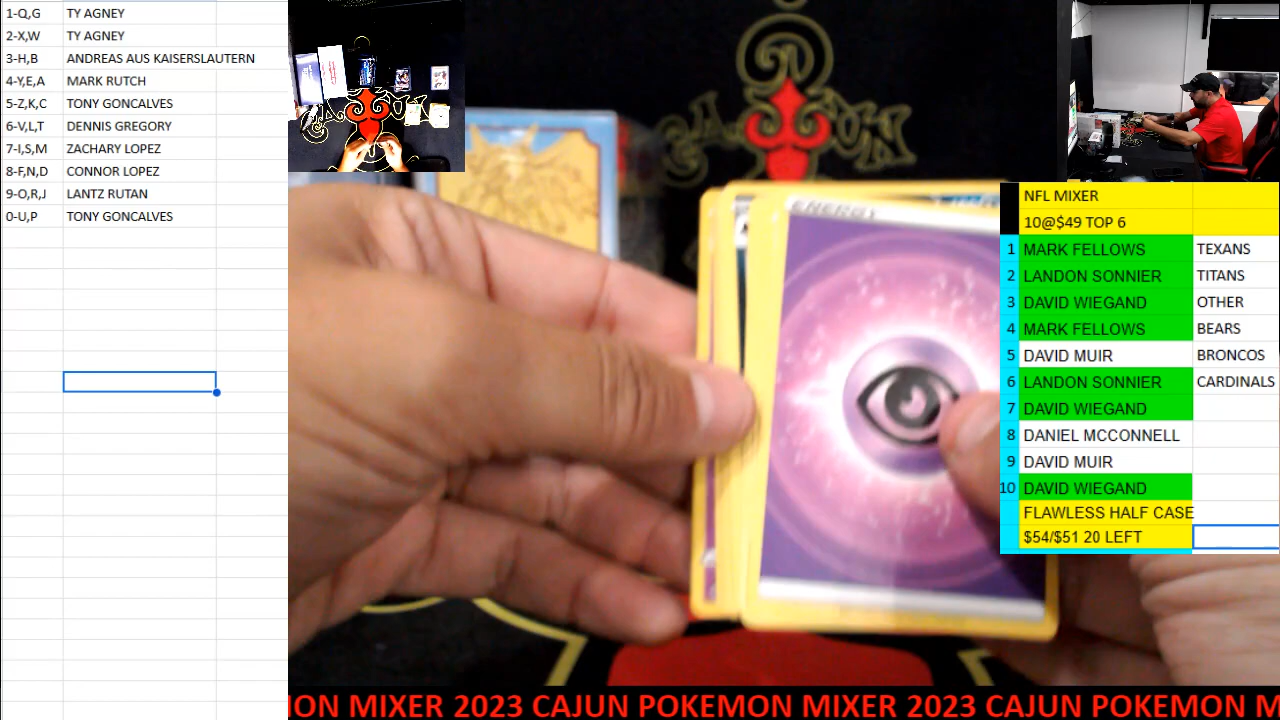 1-Q,G TY AGNEY
2-X,W TY AGNEY
3-H,B ANDREAS AUS KAISERSLAUTERN
4-Y,E,A MARK RUTCH
5-Z,K,C TONY GONCALVES
6-V,L,T DENNIS GREGORY
7-I,S,M ZACHARY LOPEZ
8-F,N,D CONNOR LOPEZ
9-O,R,J LANTZ RUTAN
0-U,P TONY GONCALVES
ENERGY
NFL MIXER
10@$49 TOP 6
1 MARK FELLOWS TEXANS
2 LANDON SONNIER TITANS
3 DAVID WIEGAND OTHER
4 MARK FELLOWS BEARS
5 DAVID MUIR BRONCOS
6 LANDON SONNIER CARDINALS
7 DAVID WIEGAND
8 DANIEL MCCONNELL
9 DAVID MUIR
10 DAVID WIEGAND
FLAWLESS HALF CASE
$54/$51 20 LEFT
ION MIXER 2023 CAJUN POKEMON MIXER 2023 CAJUN POKEMON M